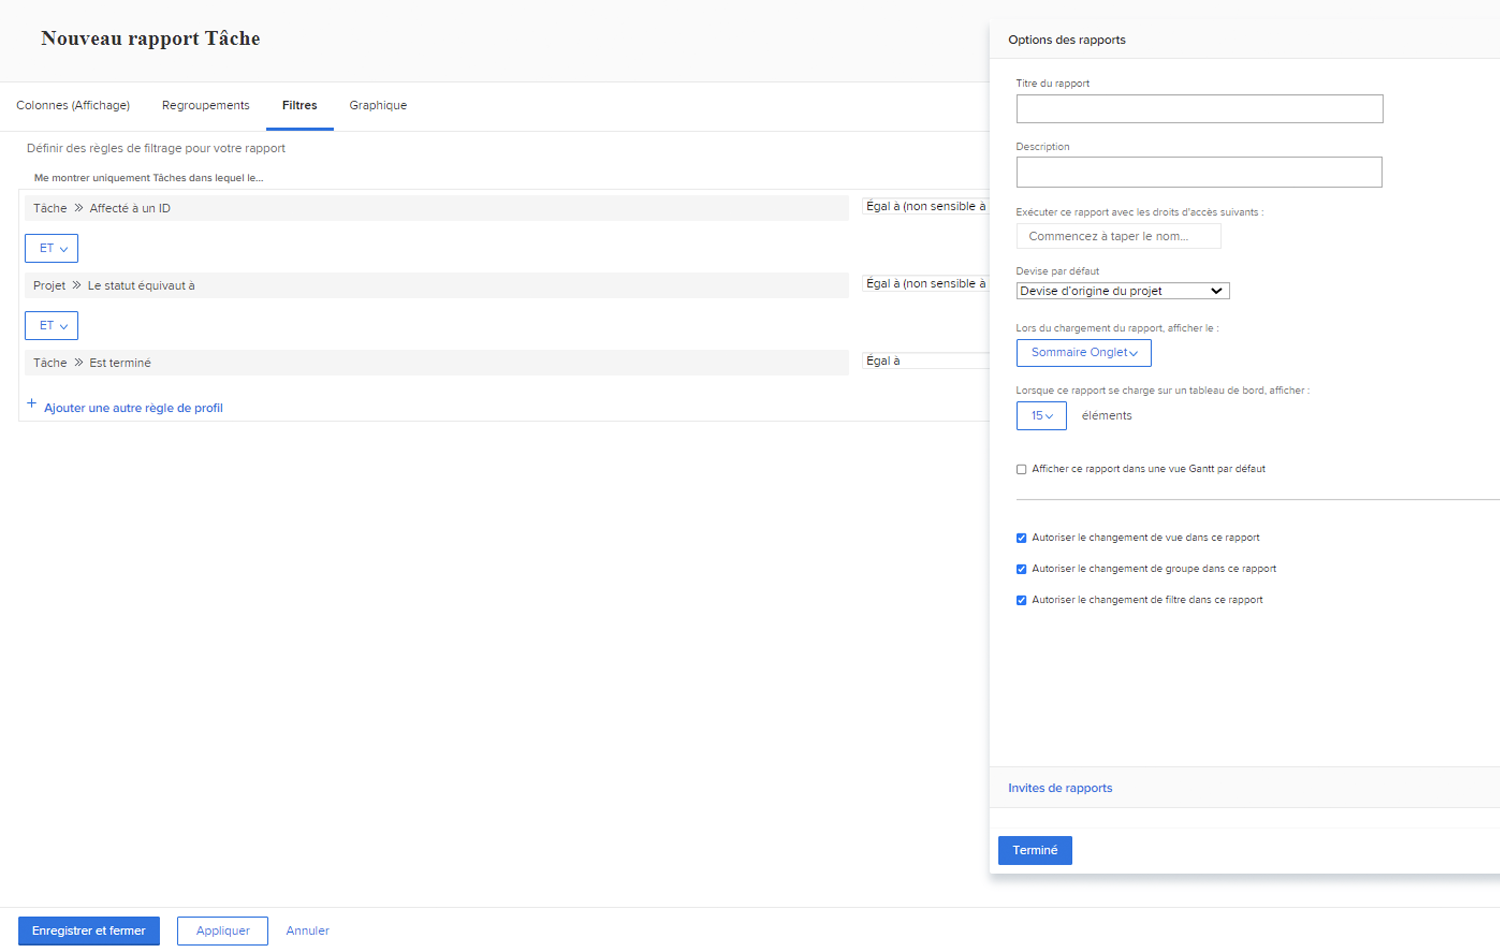 Nouveau rapport Tâche
Colonnes (Affichage) Regroupements Filtres Graphique
Définir des règles de filtrage pour votre rapport
Me montrer uniquement Tâches dans lequel le...
Tâche » Affecté à un ID Égal à (non sensible à
ET
Projet » Le statut équivaut à Égal à (non sensible à
ET
Tâche » Est terminé Égal à
+ Ajouter une autre règle de profil
Options des rapports
Titre du rapport
Description
Exécuter ce rapport avec les droits d'accès suivants :
Commencez à taper le nom...
Devise par défaut
Devise d'origine du projet
Lors du chargement du rapport, afficher le :
Sommaire Onglet
Lorsque ce rapport se charge sur un tableau de bord, afficher :
15 éléments
Afficher ce rapport dans une vue Gantt par défaut
Autoriser le changement de vue dans ce rapport
Autoriser le changement de groupe dans ce rapport
Autoriser le changement de filtre dans ce rapport
Invites de rapports
Terminé
Enregistrer et fermer Appliquer Annuler